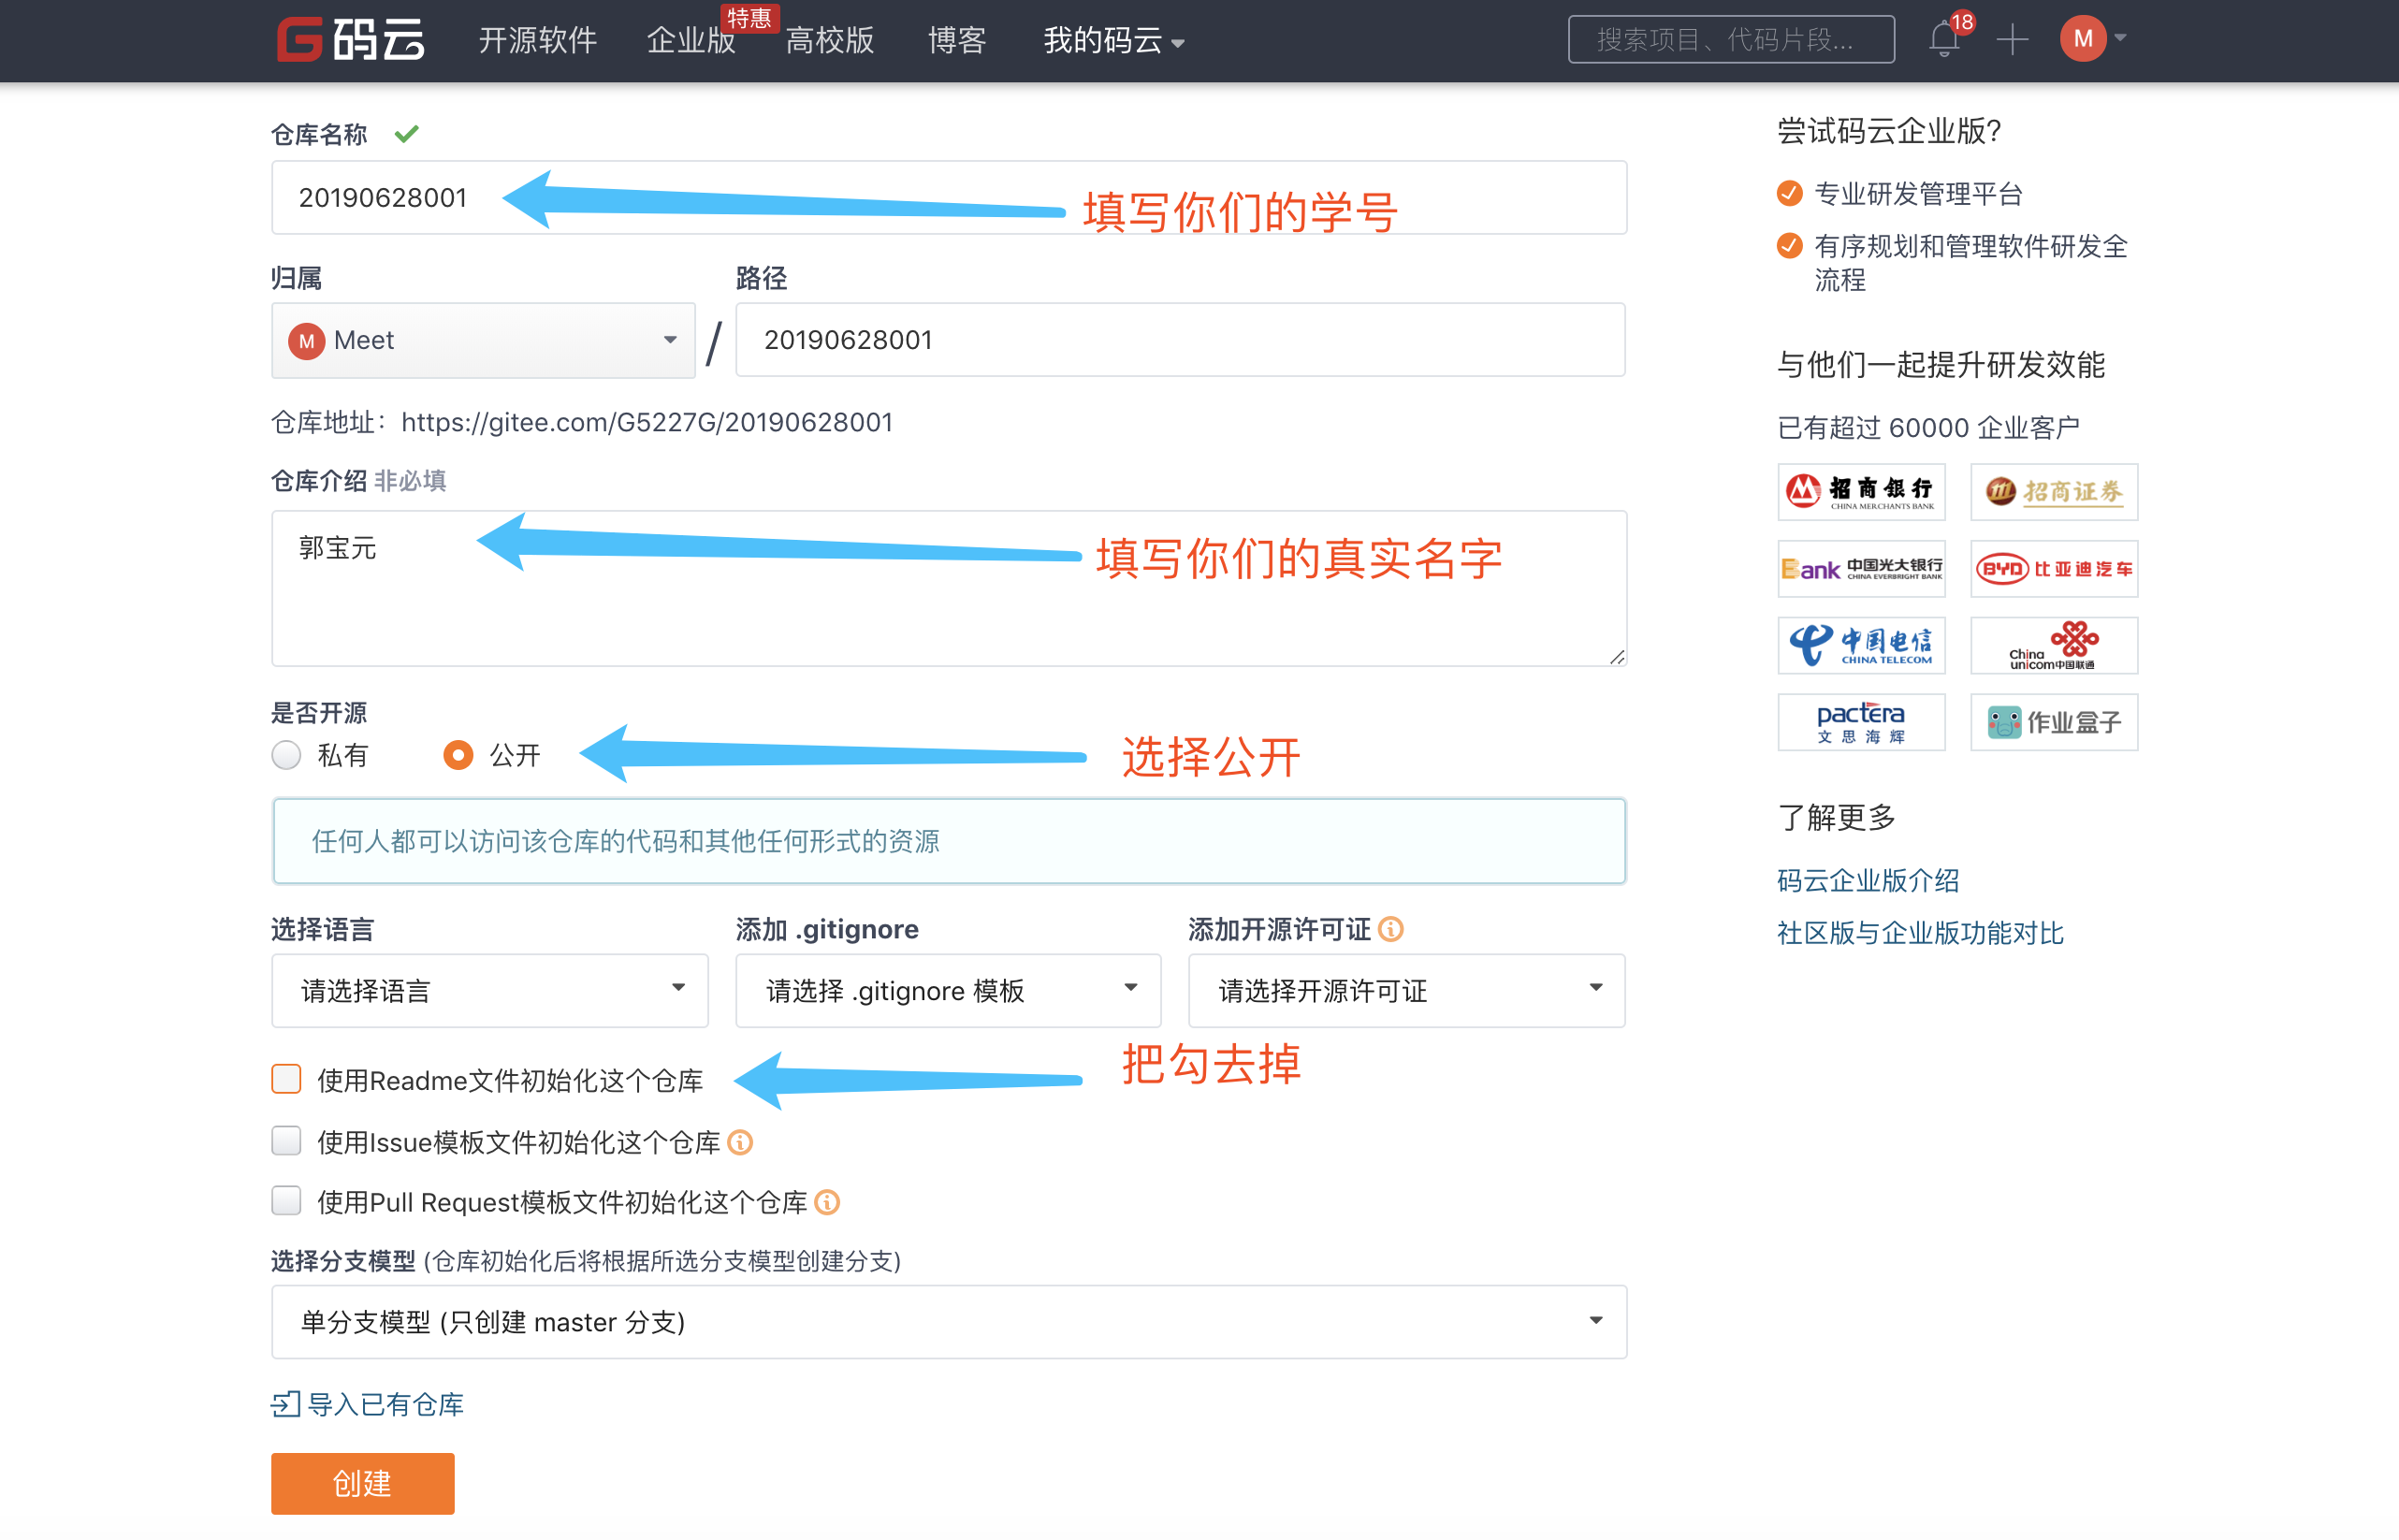 G码云
开源软件
企业版
特惠
高校版
博客
我的码云
搜索项目、代码片段...
18
M
仓库名称
20190628001
填写你们的学号
归属
路径
M Meet
/
20190628001
仓库地址：https://gitee.com/G5227G/20190628001
仓库介绍 非必填
郭宝元
填写你们的真实名字
是否开源
私有
公开
选择公开
任何人都可以访问该仓库的代码和其他任何形式的资源
选择语言
添加 .gitignore
添加开源许可证
请选择语言
请选择 .gitignore 模板
请选择开源许可证
使用Readme文件初始化这个仓库
把勾去掉
使用Issue模板文件初始化这个仓库
使用Pull Request模板文件初始化这个仓库
选择分支模型 (仓库初始化后将根据所选分支模型创建分支)
单分支模型 (只创建 master 分支)
导入已有仓库
创建
尝试码云企业版?
专业研发管理平台
有序规划和管理软件研发全
流程
与他们一起提升研发效能
已有超过 60000 企业客户
招商银行
CHINA MERCHANTS BANK
招商证券
Bank 中国光大银行
CHINA EVERBRIGHT BANK
BYD 比亚迪汽车
中国电信
CHINA TELECOM
China
unicom中国联通
pactera
文思海辉
作业盒子
了解更多
码云企业版介绍
社区版与企业版功能对比